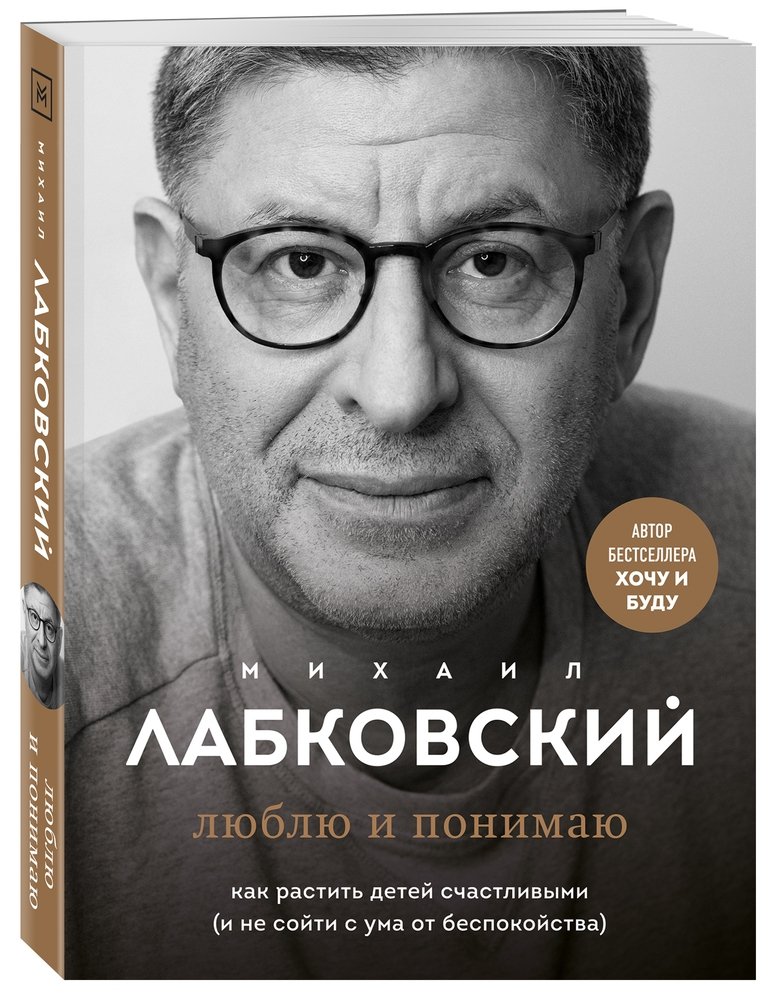 МИХАИЛ ЛАБКОВСКИЙ
люблю
и понимаю
АВТОР
БЕСТСЕЛЛЕРА
ХОЧУ И
БУДУ
МИХАИЛ
ЛАБКОВСКИЙ
люблю и понимаю
как растить детей счастливыми
(и не сойти с ума от беспокойства)